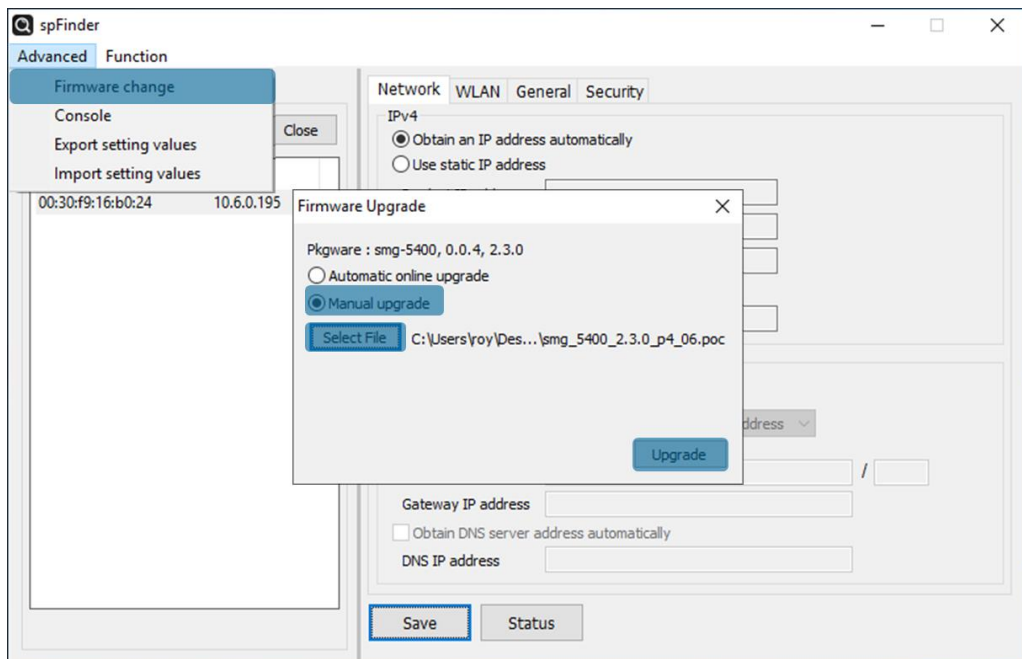 spFinder
Advanced Function
Firmware change
Console
Export setting values
Import setting values
Close
00:30:f9:16:b0:24 10.6.0.195
Network WLAN General Security
IPv4
Obtain an IP address automatically
Use static IP address
Firmware Upgrade
Pkgware : smg-5400, 0.0.4, 2.3.0
Automatic online upgrade
Manual upgrade
Select File C:\Users\roy\Des...\smg_5400_2.3.0_p4_06.poc
Upgrade
ddress
/
Gateway IP address
Obtain DNS server address automatically
DNS IP address
Save Status